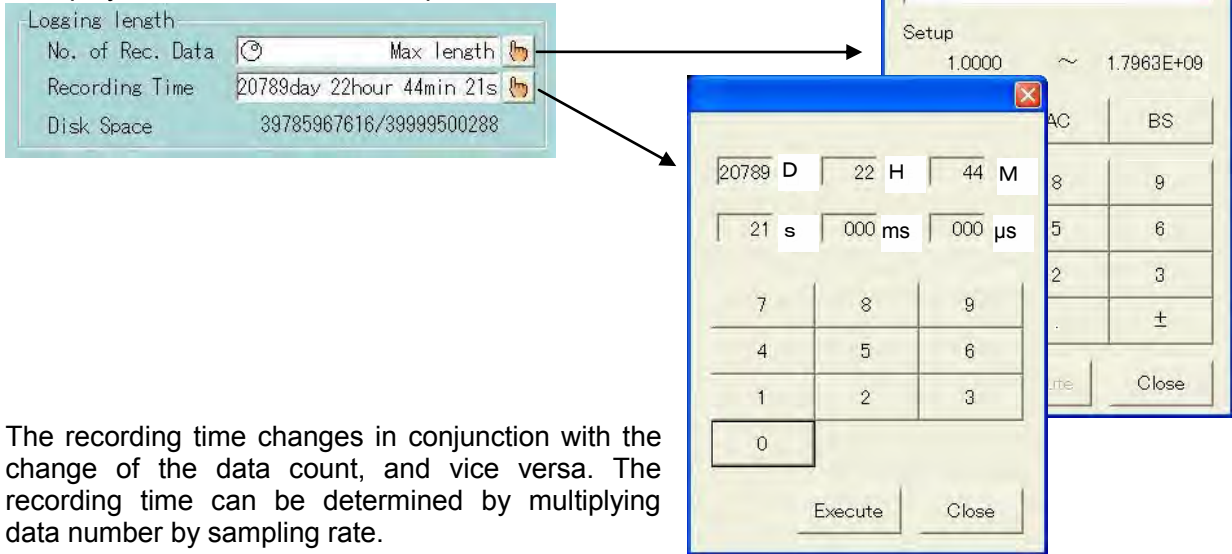 Logging length
No. of Rec. Data Max length
Recording Time 20789day 22hour 44min 21s
Disk Space 39785967616/39999500288
Setup
1.0000 ~ 1.7963E+09
AC BS
8 9
5 6
2 3
. ±
Close
20789 D 22 H 44 M
21 s 000 ms 000 µs
7 8 9
4 5 6
1 2 3
0
Execute Close
The recording time changes in conjunction with the
change of the data count, and vice versa. The
recording time can be determined by multiplying
data number by sampling rate.